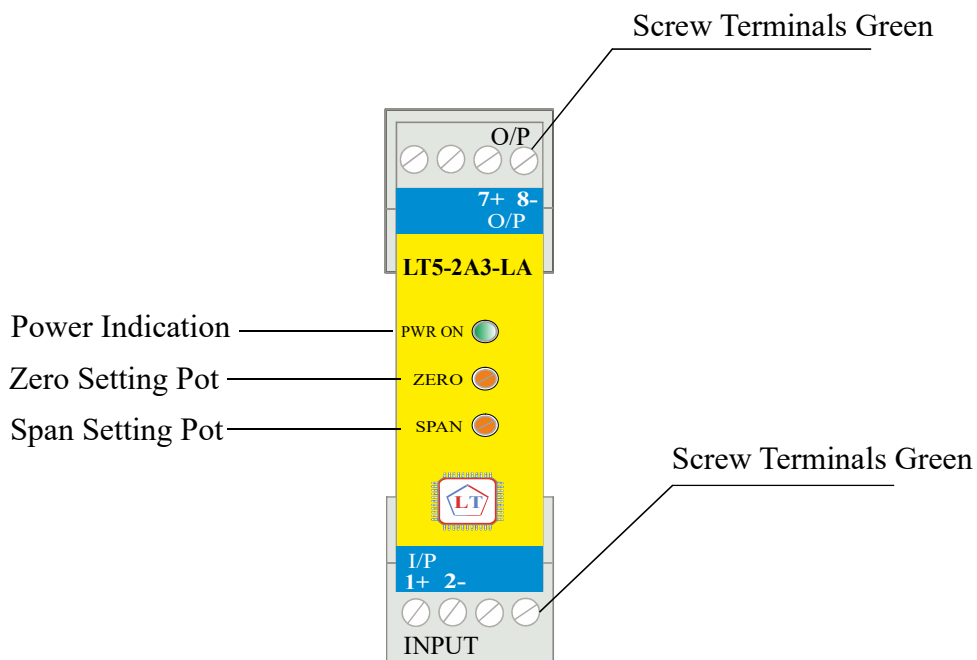 Screw Terminals Green
O/P
7+ 8-
O/P
LT5-2A3-LA
Power Indication
PWR ON
Zero Setting Pot
ZERO
Span Setting Pot
SPAN
Screw Terminals Green
LT
I/P
1+ 2-
INPUT